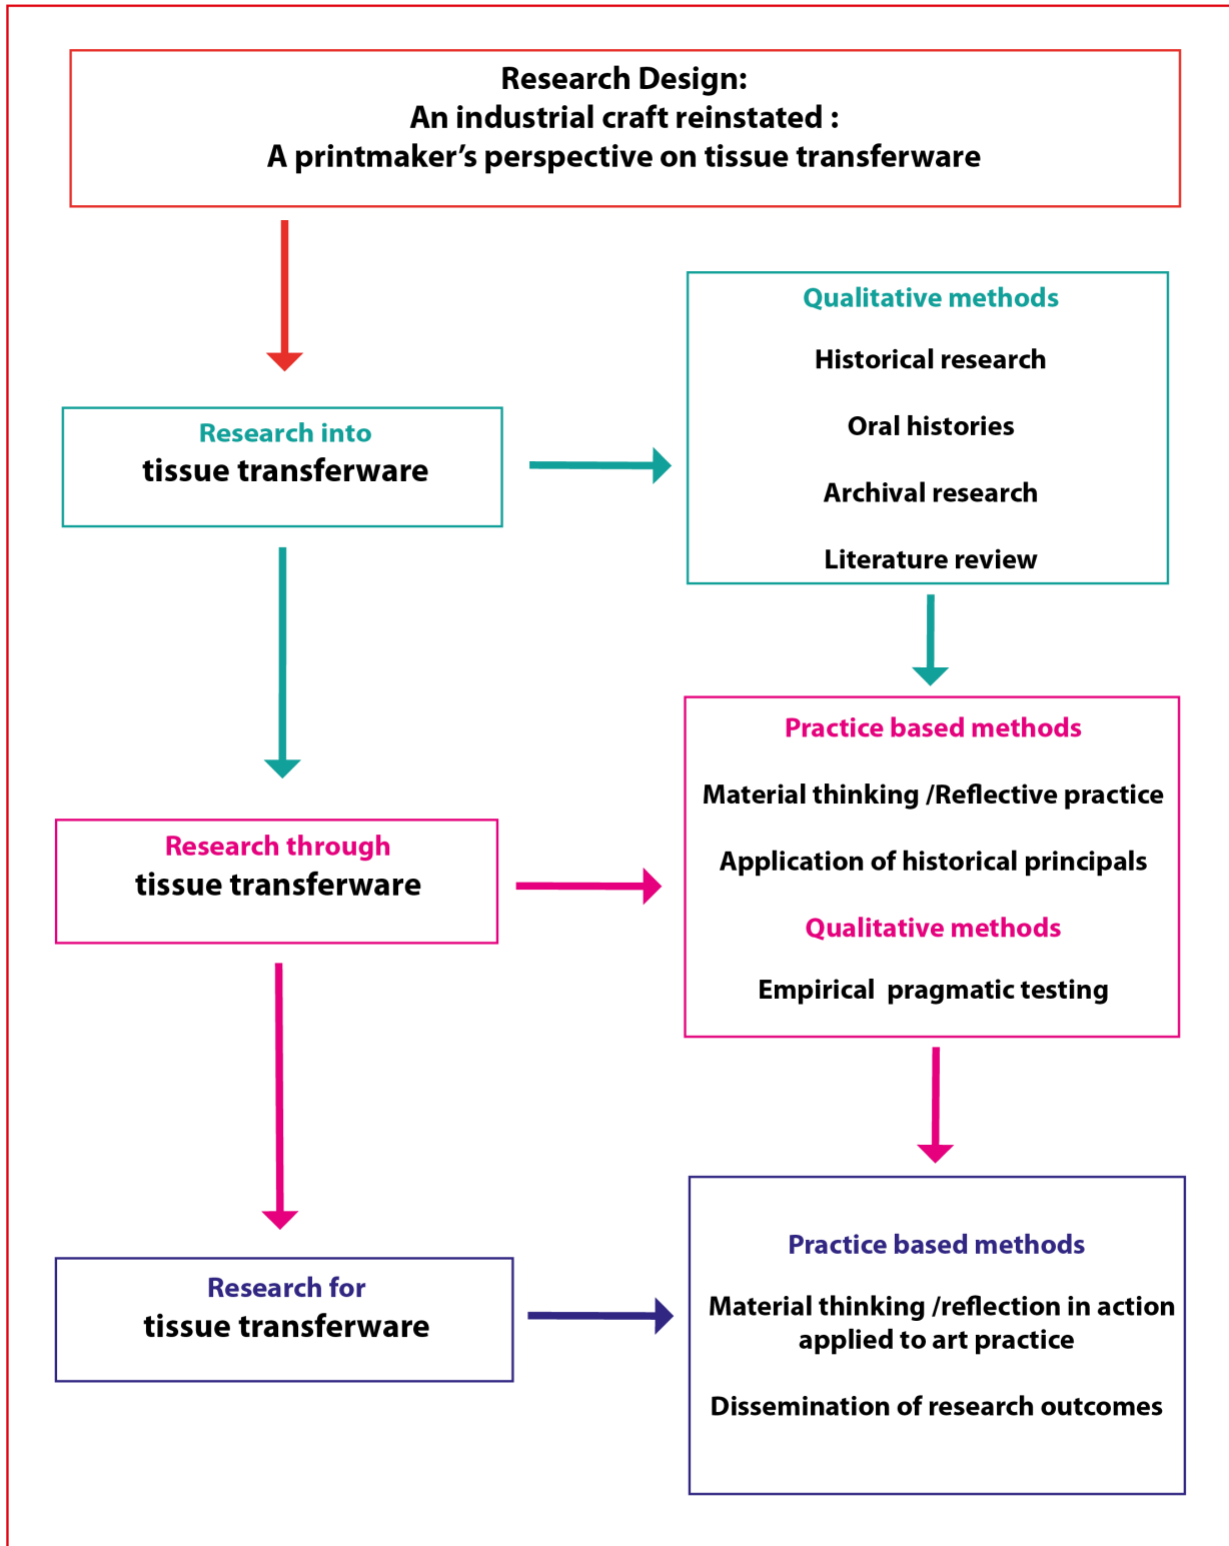 Research Design:
An industrial craft reinstated :
A printmaker's perspective on tissue transferware
Research into
tissue transferware
Qualitative methods
Historical research
Oral histories
Archival research
Literature review
Research through
tissue transferware
Practice based methods
Material thinking /Reflective practice
Application of historical principals
Qualitative methods
Empirical  pragmatic testing
Research for
tissue transferware
Practice based methods
Material thinking /reflection in action
applied to art practice
Dissemination of research outcomes